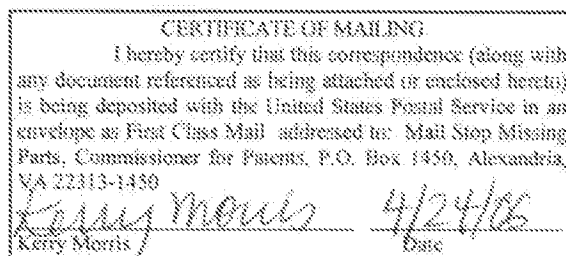 CERTIFICATE OF MAILING
I hereby certify that this correspondence (along with
any document referenced as being attached or enclosed hereto)
is being deposited with the United States Postal Service in an
envelope as First Class Mail addressed to: Mail Stop Missing
Parts, Commissioner for Patents, P.O. Box 1450, Alexandria,
VA 22313-1450
Kerry Morris 4/24/06
Kerry Morris Date